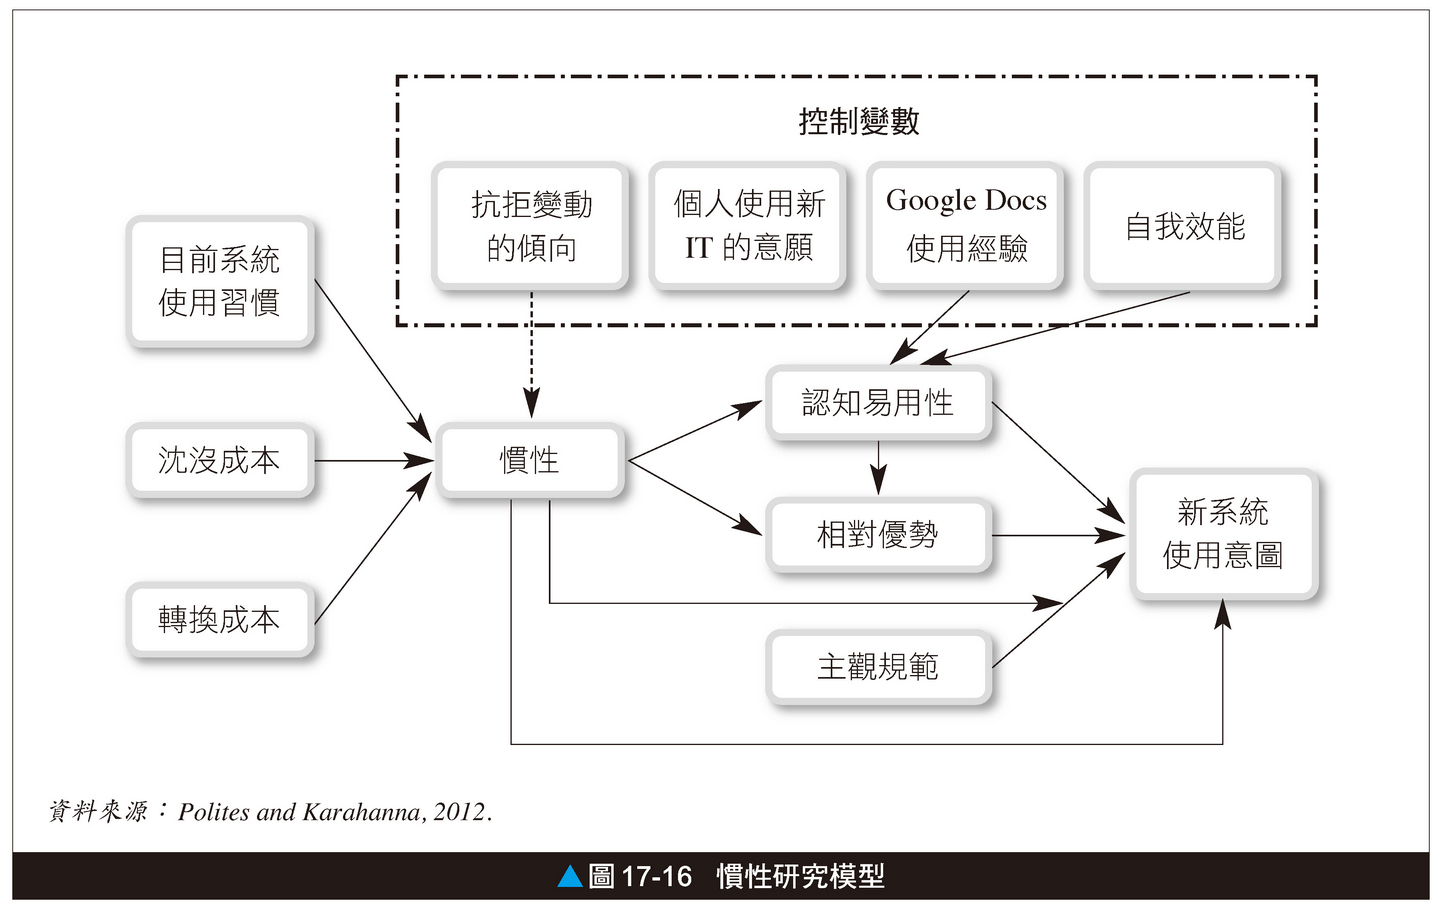 控制變數
抗拒變動
的傾向
個人使用新
IT 的意願
Google Docs
使用經驗
自我效能
目前系統
使用習慣
認知易用性
沈沒成本
慣性
新系統
使用意圖
相對優勢
轉換成本
主觀規範
資料來源：Polites and Karahanna, 2012.
▲圖 17-16 慣性研究模型